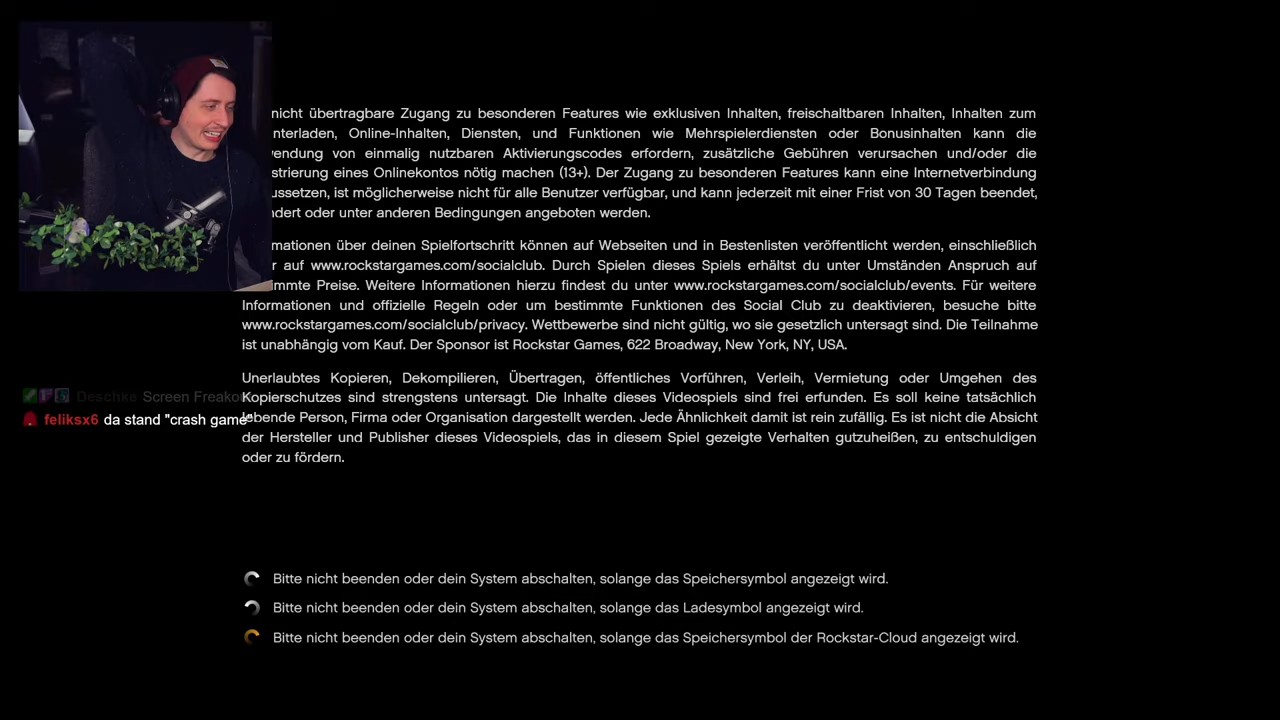 nicht übertragbare Zugang zu besonderen Features wie exklusiven Inhalten, freischaltbaren Inhalten, Inhalten zum
Online-Inhalten, Diensten, und Funktionen wie Mehrspielerdiensten oder Bonusinhalten kann die
von einmalig nutzbaren Aktivierungscodes erfordern, zusätzliche Gebühren verursachen und/oder die
eines Onlinekontos nötig machen (13+). Der Zugang zu besonderen Features kann eine Internetverbindung
ist möglicherweise nicht für alle Benutzer verfügbar, und kann jederzeit mit einer Frist von 30 Tagen beendet,
oder unter anderen Bedingungen angeboten werden.
über deinen Spielfortschritt können auf Webseiten und in Bestenlisten veröffentlicht werden, einschließlich
auf www.rockstargames.com/socialclub. Durch Spielen dieses Spiels erhältst du unter Umständen Anspruch auf
Preise. Weitere Informationen hierzu findest du unter www.rockstargames.com/socialclub/events. Für weitere
Informationen und offizielle Regeln oder um bestimmte Funktionen des Social Club zu deaktivieren, besuche bitte
www.rockstargames.com/socialclub/privacy. Wettbewerbe sind nicht gültig, wo sie gesetzlich untersagt sind. Die Teilnahme
ist unabhängig vom Kauf. Der Sponsor ist Rockstar Games, 622 Broadway, New York, NY, USA.
Unerlaubtes Kopieren, Dekompilieren, Übertragen, öffentliches Vorführen, Verleih, Vermietung oder Umgehen des
Kopierschutzes sind strengstens untersagt. Die Inhalte dieses Videospiels sind frei erfunden. Es soll keine tatsächlich
lebende Person, Firma oder Organisation dargestellt werden. Jede Ähnlichkeit damit ist rein zufällig. Es ist nicht die Absicht
der Hersteller und Publisher dieses Videospiels, das in diesem Spiel gezeigte Verhalten gutzuheißen, zu entschuldigen
oder zu fördern.
Deschke Screen
feliksx6 da stand "crash game"
Bitte nicht beenden oder dein System abschalten, solange das Speichersymbol angezeigt wird.
Bitte nicht beenden oder dein System abschalten, solange das Ladesymbol angezeigt wird.
Bitte nicht beenden oder dein System abschalten, solange das Speichersymbol der Rockstar-Cloud angezeigt wird.